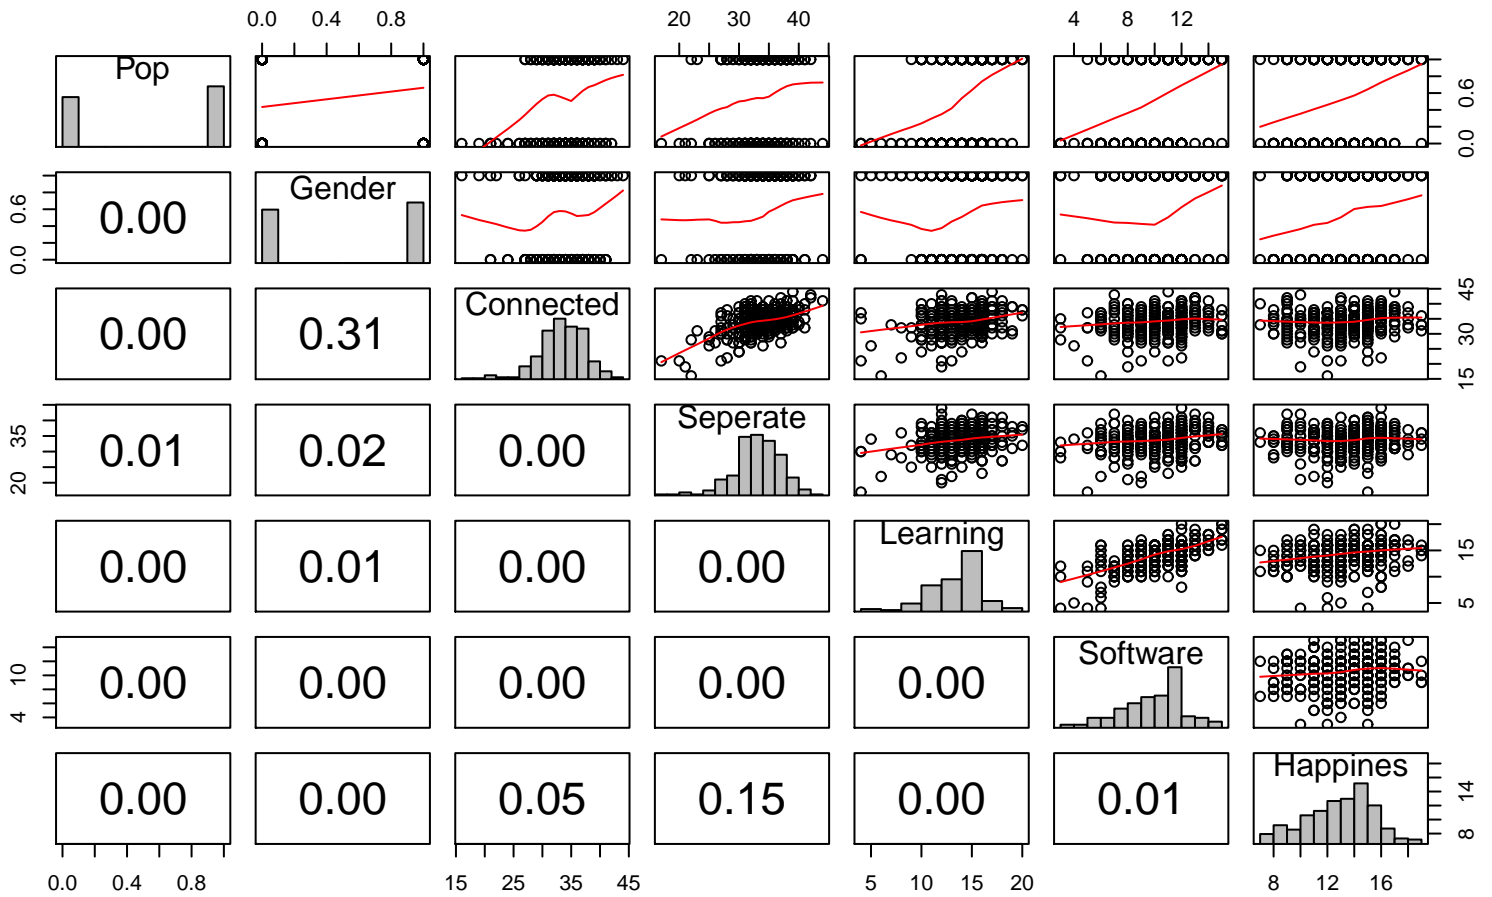 0.0 0.4 0.8 20 30 40 4 8 12
Pop
0.0 0.6
Gender
0.0 0.6
0.00
Connected
15 30 45
0.00 0.31
Seperate
20 35
0.01 0.02 0.00
Learning
5 15
0.00 0.01 0.00 0.00
Software
4 10
0.00 0.00 0.00 0.00 0.00
Happines
8 14
0.00 0.00 0.05 0.15 0.00 0.01
0.0 0.4 0.8 15 25 35 45 5 10 15 20 8 12 16